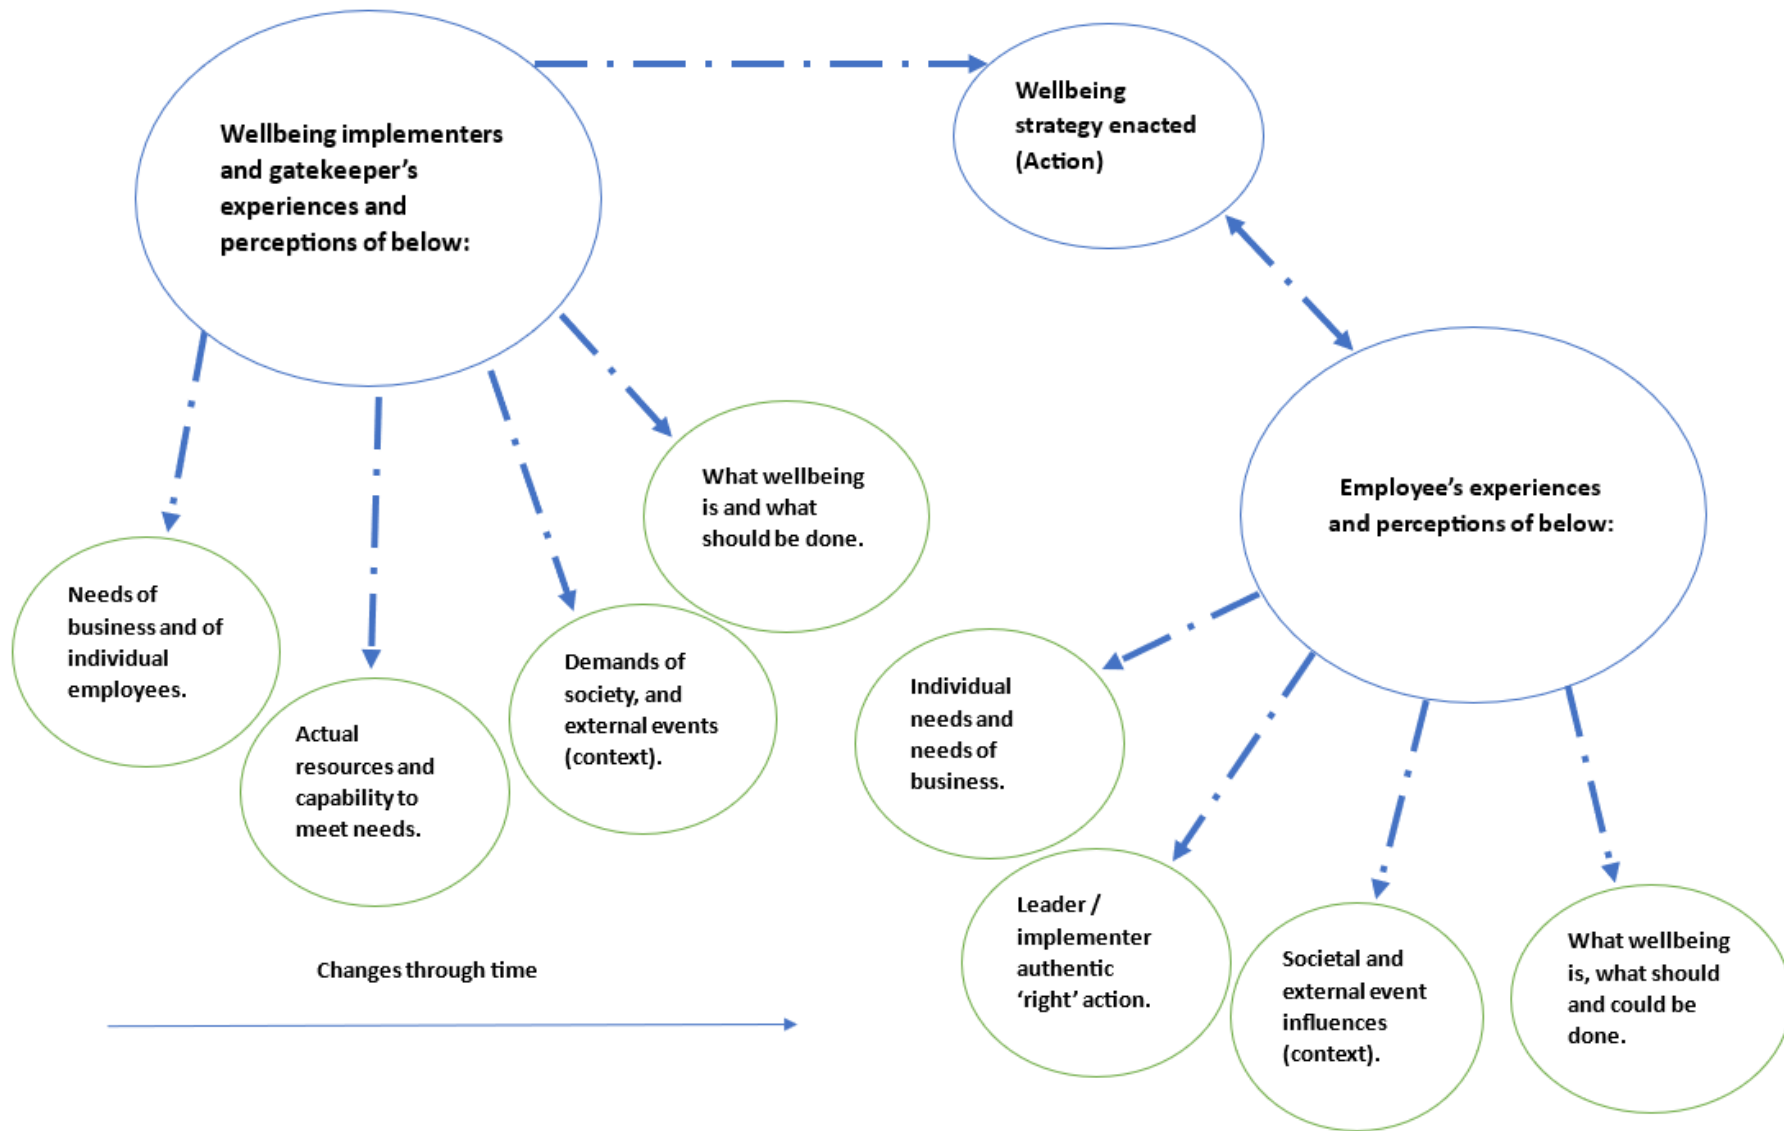 Wellbeing implementers
and gatekeeper’s
experiences and
perceptions of below:
Wellbeing
strategy enacted
(Action)
What wellbeing
is and what
should be done.
Employee’s experiences
and perceptions of below:
Needs of
business and of
individual
employees.
Actual
resources and
capability to
meet needs.
Demands of
society, and
external events
(context).
Individual
needs and
needs of
business.
Leader /
implementer
authentic
‘right’ action.
Societal and
external event
influences
(context).
What wellbeing
is, what should
and could be
done.
Changes through time